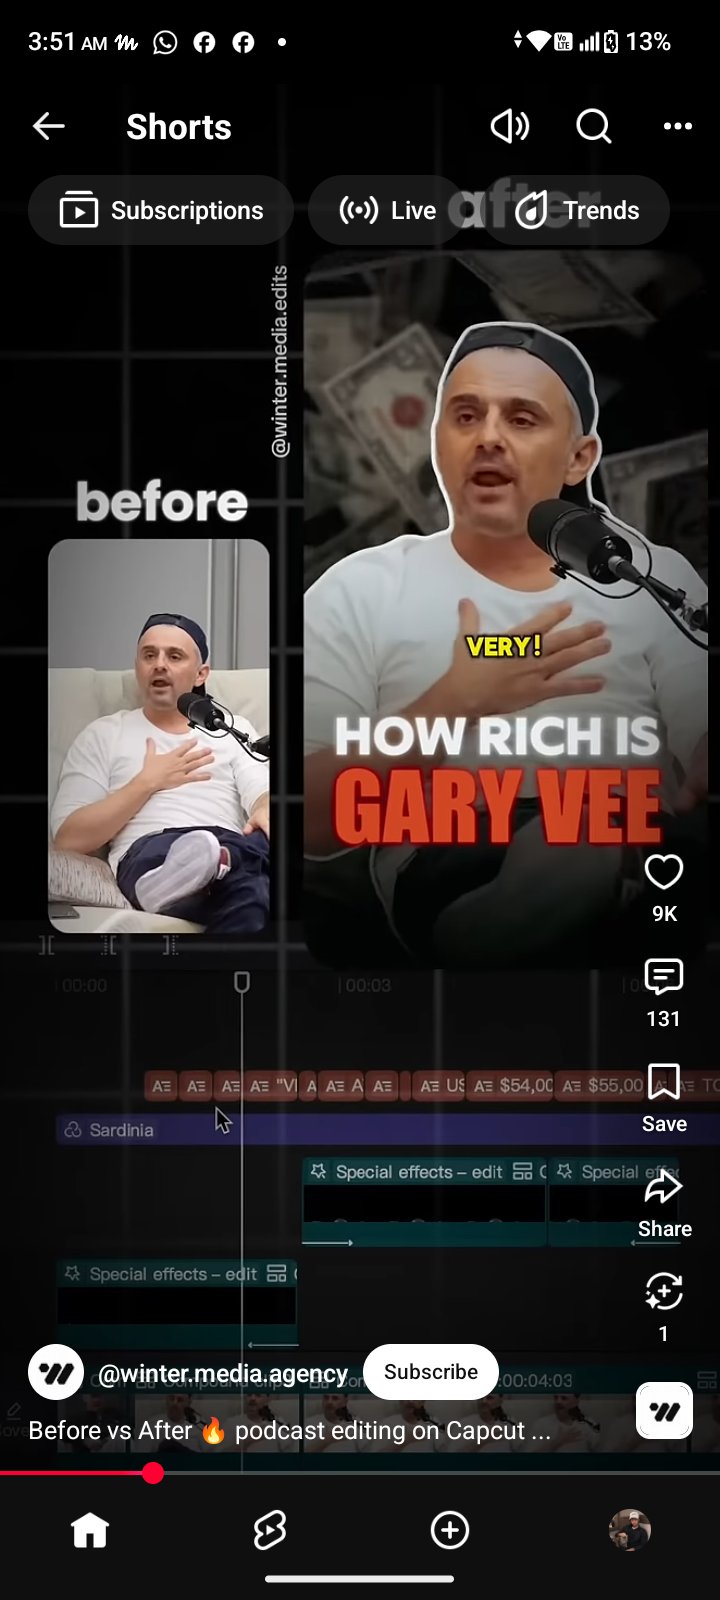 3:51 AM
13%
Shorts
Subscriptions
Live
Trends
after
@winter.media.edits
before
VERY!
HOW RICH IS
GARY VEE
9K
131
Save
Share
1
00:00
00:03
"V
A
US
$54,00
$55,00
Sardinia
Special effects – edit
Special effe
Special effects – edit
@winter.media.agency
Subscribe
00:04:03
Before vs After 🔥 podcast editing on Capcut ...